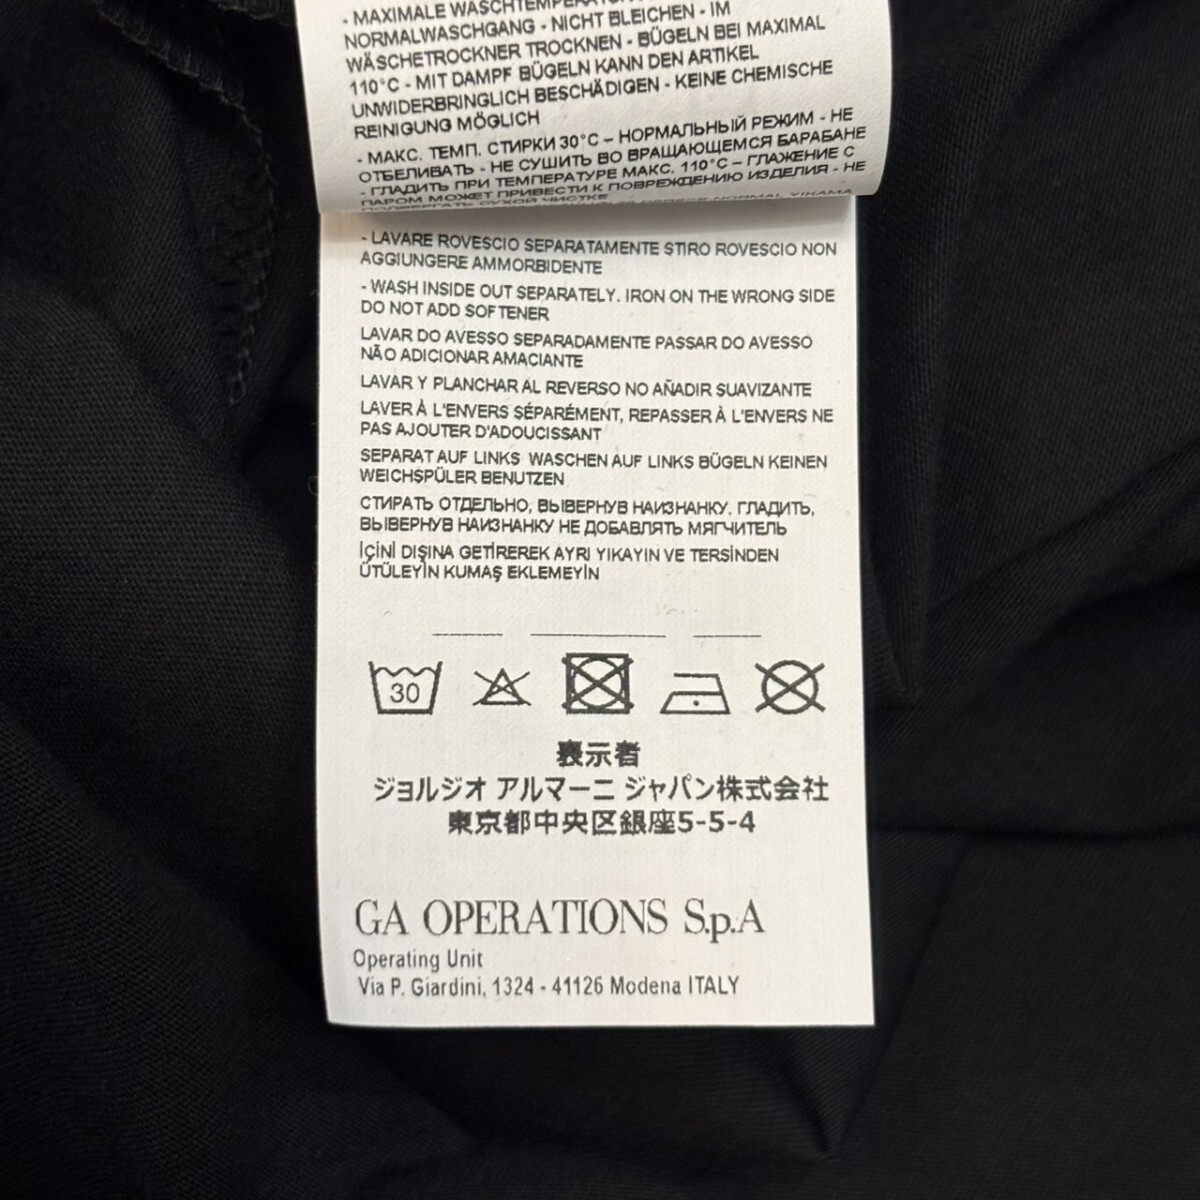 - MAXIMALE WASCHTEMPERATUR
NORMALWASCHGANG - NICHT BLEICHEN - IM
WÄSCHETROCKNER TROCKNEN - BÜGELN BEI MAXIMAL
110°C - MIT DAMPF BÜGELN KANN DEN ARTIKEL
UNWIDERBRINGLICH BESCHÄDIGEN - KEINE CHEMISCHE
REINIGUNG MÖGLICH
- МАКС. ТЕМП. СТИРКИ 30°C – НОРМАЛЬНЫЙ РЕЖИМ - НЕ
ОТБЕЛИВАТЬ - НЕ СУШИТЬ ВО ВРАЩАЮЩЕМСЯ БАРАБАНЕ
- ГЛАДИТЬ ПРИ ТЕМПЕРАТУРЕ МАКС. 110°C – ГЛАЖЕНИЕ С
ПАРОМ МОЖЕТ ПРИВЕСТИ К ПОВРЕЖДЕНИЮ ИЗДЕЛИЯ - НЕ
ПОДВЕРГАТЬ СУХОЙ ЧИСТКЕ
NORMAL YIKAMA
- LAVARE ROVESCIO SEPARATAMENTE STIRO ROVESCIO NON
AGGIUNGERE AMMORBIDENTE
- WASH INSIDE OUT SEPARATELY. IRON ON THE WRONG SIDE
DO NOT ADD SOFTENER
LAVAR DO AVESSO SEPARADAMENTE PASSAR DO AVESSO
NÃO ADICIONAR AMACIANTE
LAVAR Y PLANCHAR AL REVERSO NO AÑADIR SUAVIZANTE
LAVER À L'ENVERS SÉPARÉMENT, REPASSER À L'ENVERS NE
PAS AJOUTER D'ADOUCISSANT
SEPARAT AUF LINKS WASCHEN AUF LINKS BÜGELN KEINEN
WEICHSPÜLER BENUTZEN
СТИРАТЬ ОТДЕЛЬНО, ВЫВЕРНУВ НАИЗНАНКУ. ГЛАДИТЬ,
ВЫВЕРНУВ НАИЗНАНКУ НЕ ДОБАВЛЯТЬ МЯГЧИТЕЛЬ
İÇİNİ DIŞINA GETİREREK AYRI YIKAYIN VE TERSİNDEN
ÜTÜLEYİN KUMAŞ EKLEMEYİN
30
表示者
ジョルジオ アルマーニ ジャパン株式会社
東京都中央区銀座5-5-4
GA OPERATIONS S.p.A
Operating Unit
Via P. Giardini, 1324 - 41126 Modena ITALY